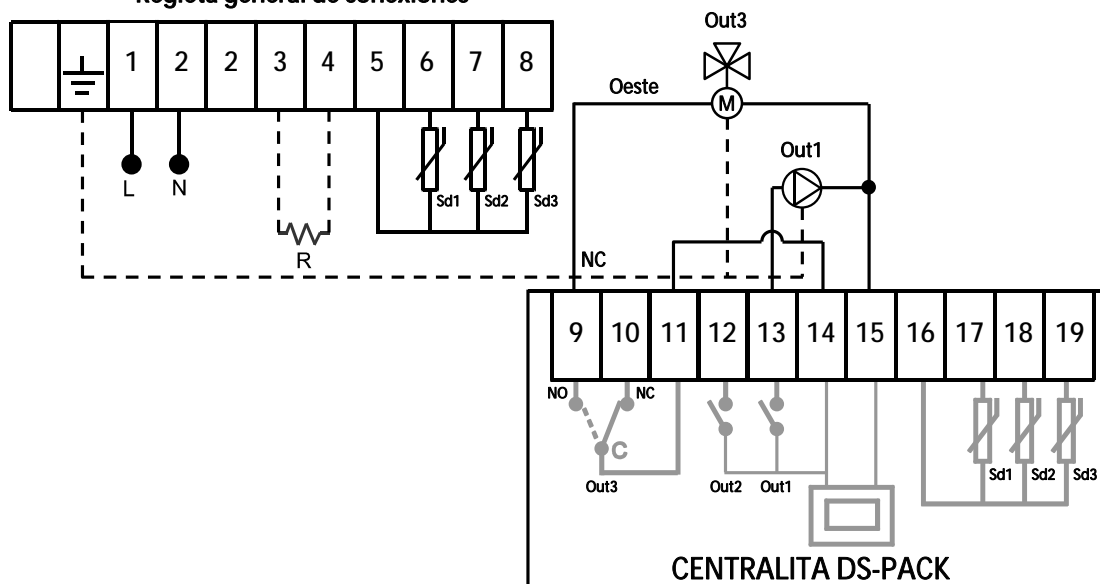 Regleta general de conexiones
1 2 2 3 4 5 6 7 8
L N
R
Sd1 Sd2 Sd3
Out3
Oeste
M
Out1
NC
9 10 11 12 13 14 15 16 17 18 19
NO NC
C
Out3 Out2 Out1
Sd1 Sd2 Sd3
CENTRALITA DS-PACK